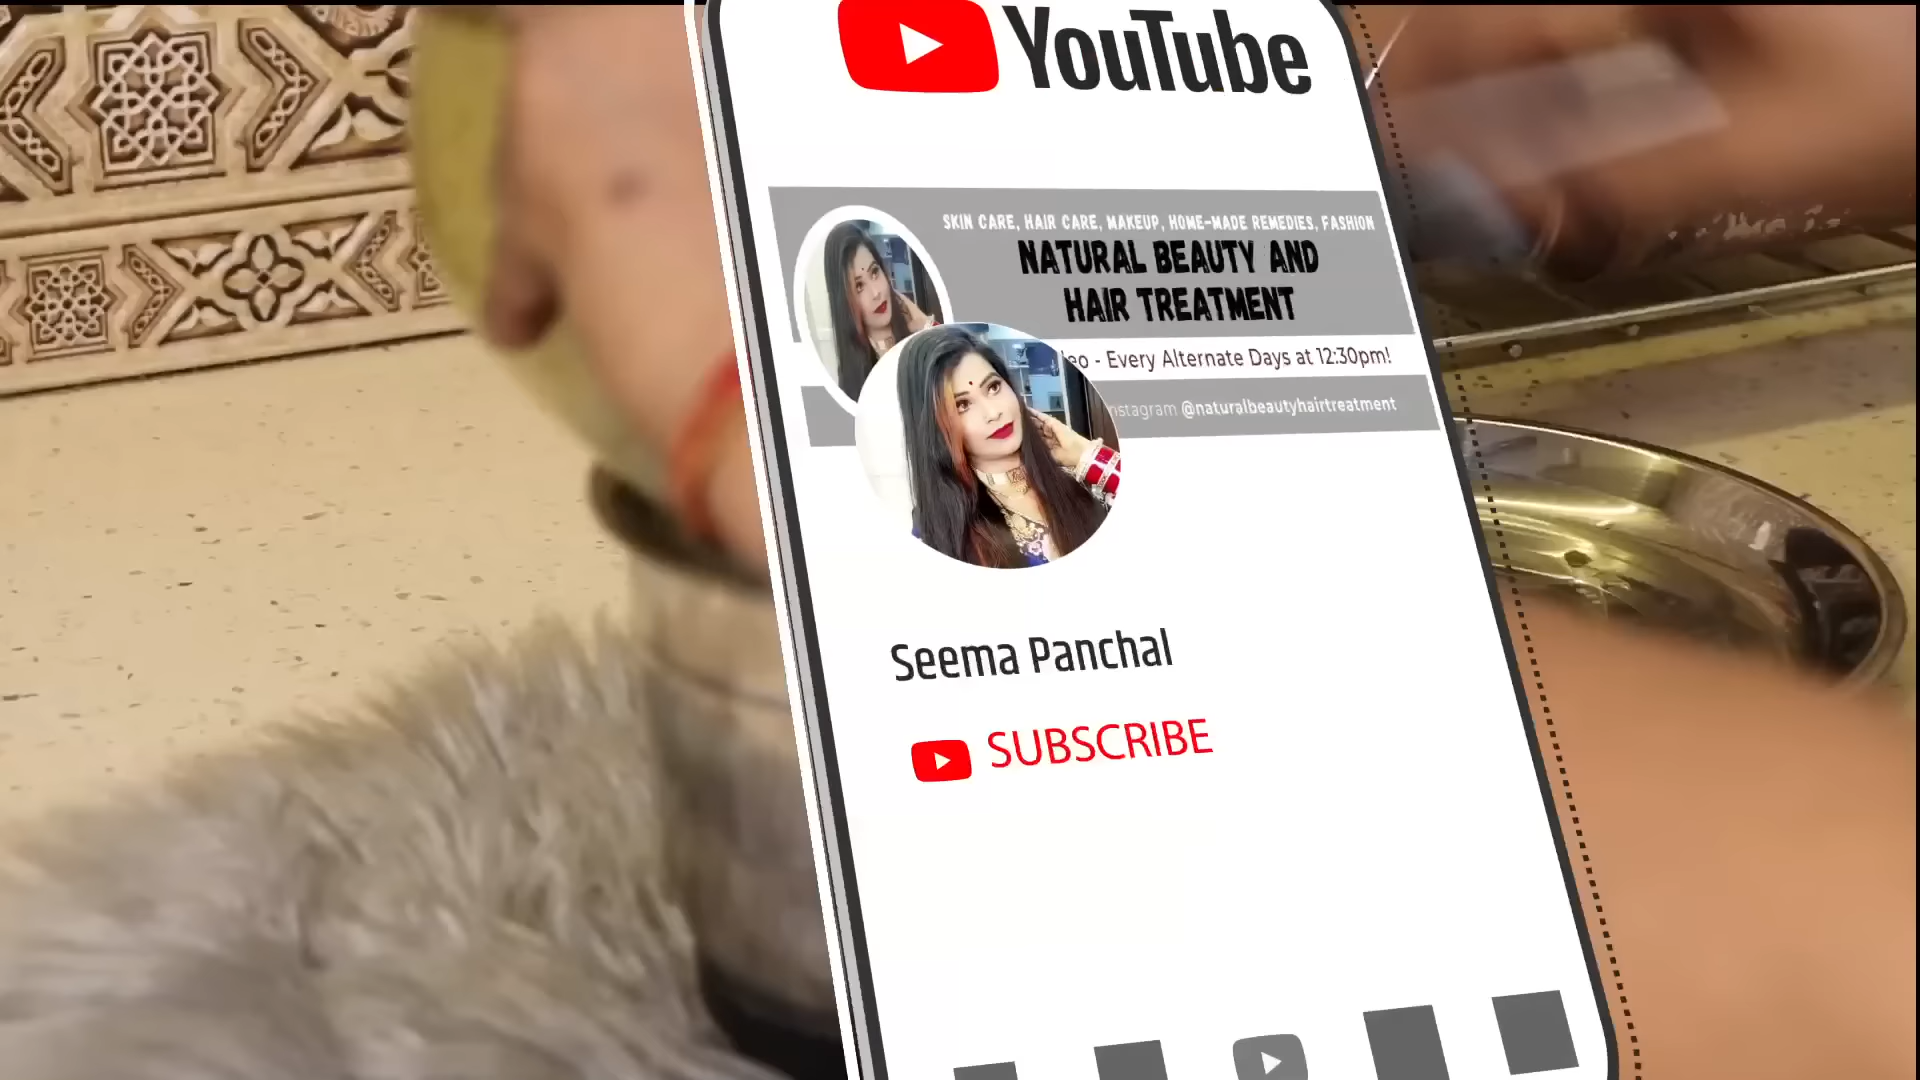 YouTube
SKIN CARE, HAIR CARE, MAKEUP, HOME-MADE REMEDIES, FASHION
NATURAL BEAUTY AND
HAIR TREATMENT
- Every Alternate Days at 12:30pm!
@naturalbeautyhairtreatment
Seema Panchal
SUBSCRIBE